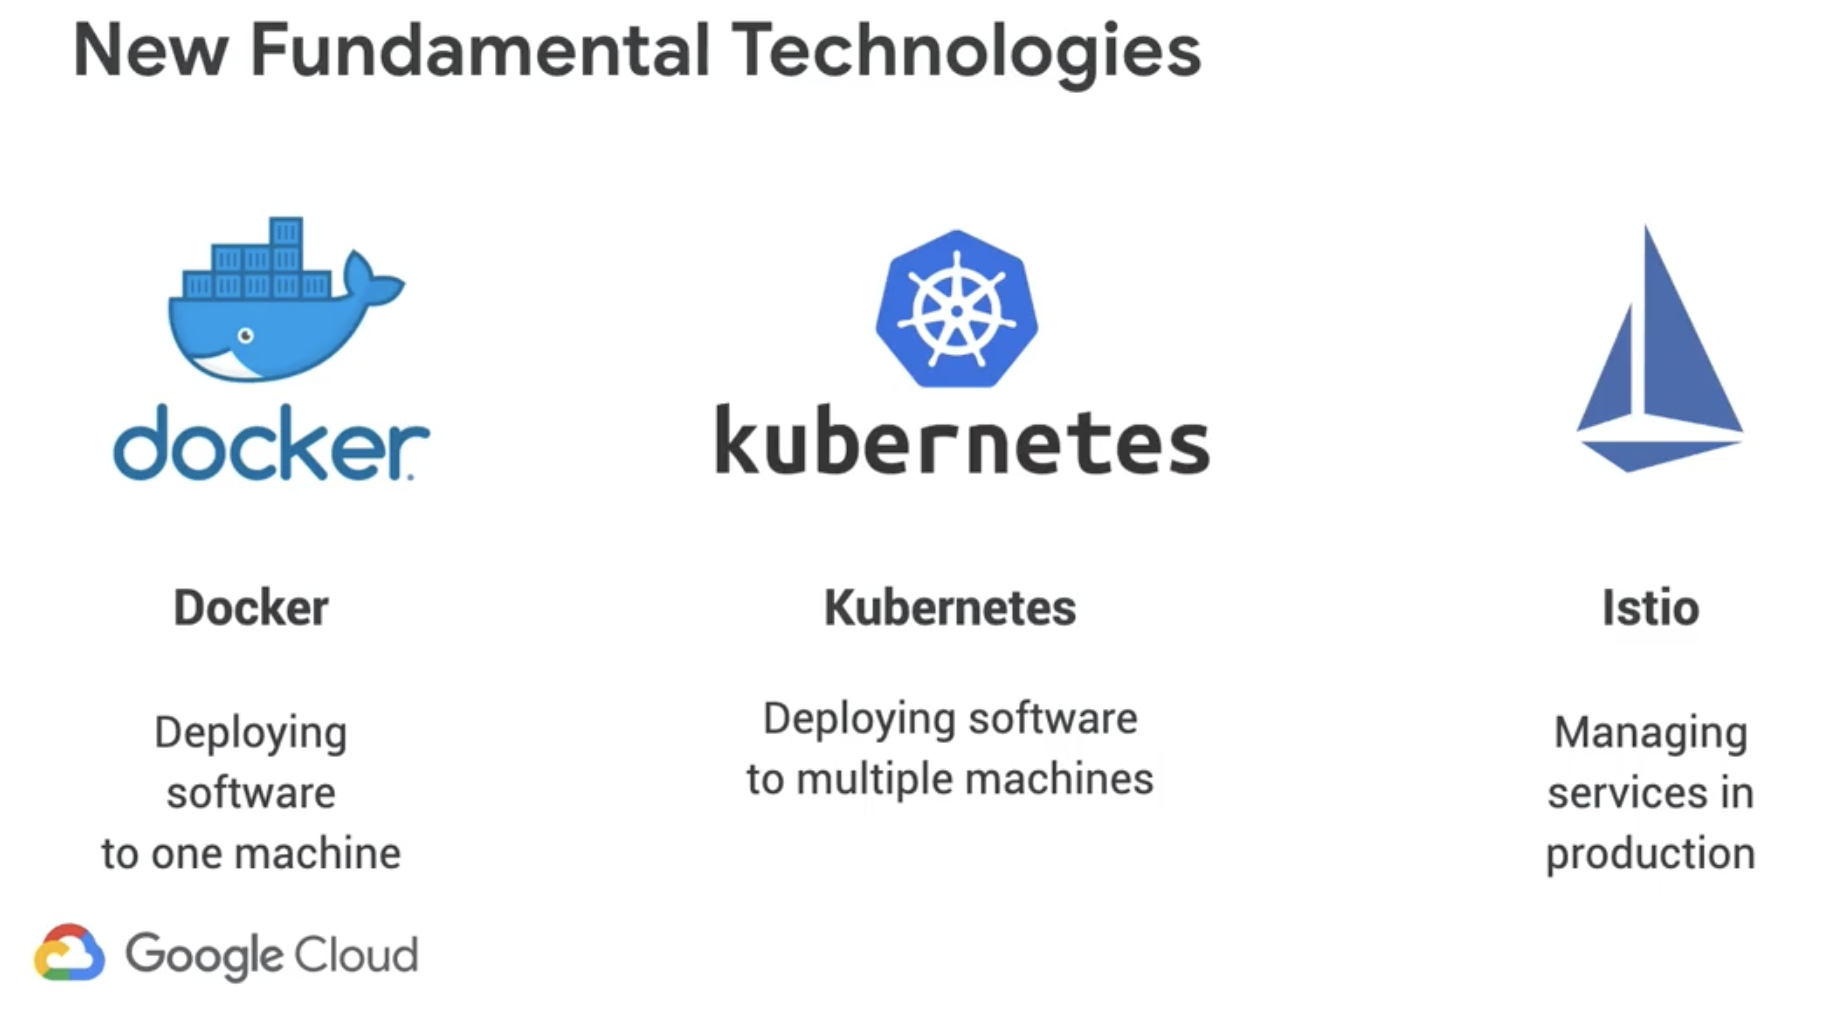 New Fundamental Technologies
docker
kubernetes
Docker
Kubernetes
Istio
Deploying
software
to one machine
Deploying software
to multiple machines
Managing
services in
production
Google Cloud